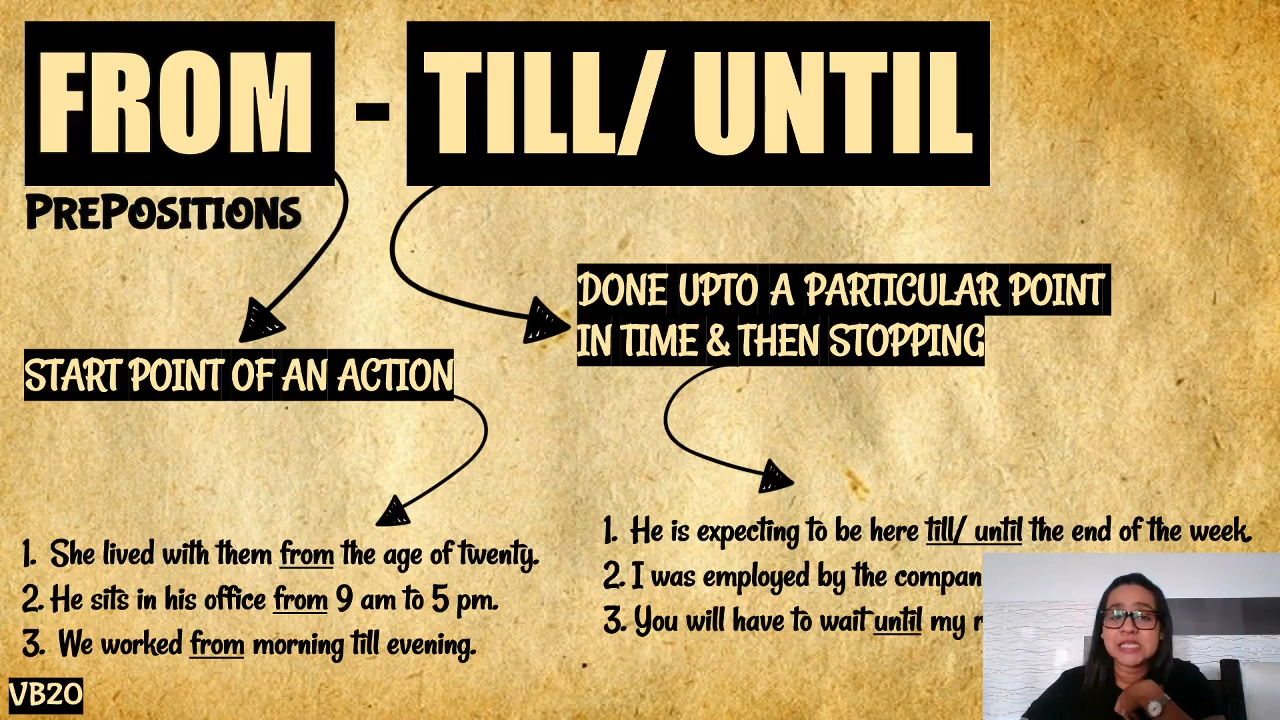 FROM - TILL/ UNTIL
PREPOSITIONS
DONE UPTO A PARTICULAR POINT
IN TIME & THEN STOPPING
START POINT OF AN ACTION
1. She lived with them from the age of twenty.
2. He sits in his office from 9 am to 5 pm.
3. We worked from morning till evening.
1. He is expecting to be here till/ until the end of the week.
2. I was employed by the compan
3. You will have to wait until my
VB20